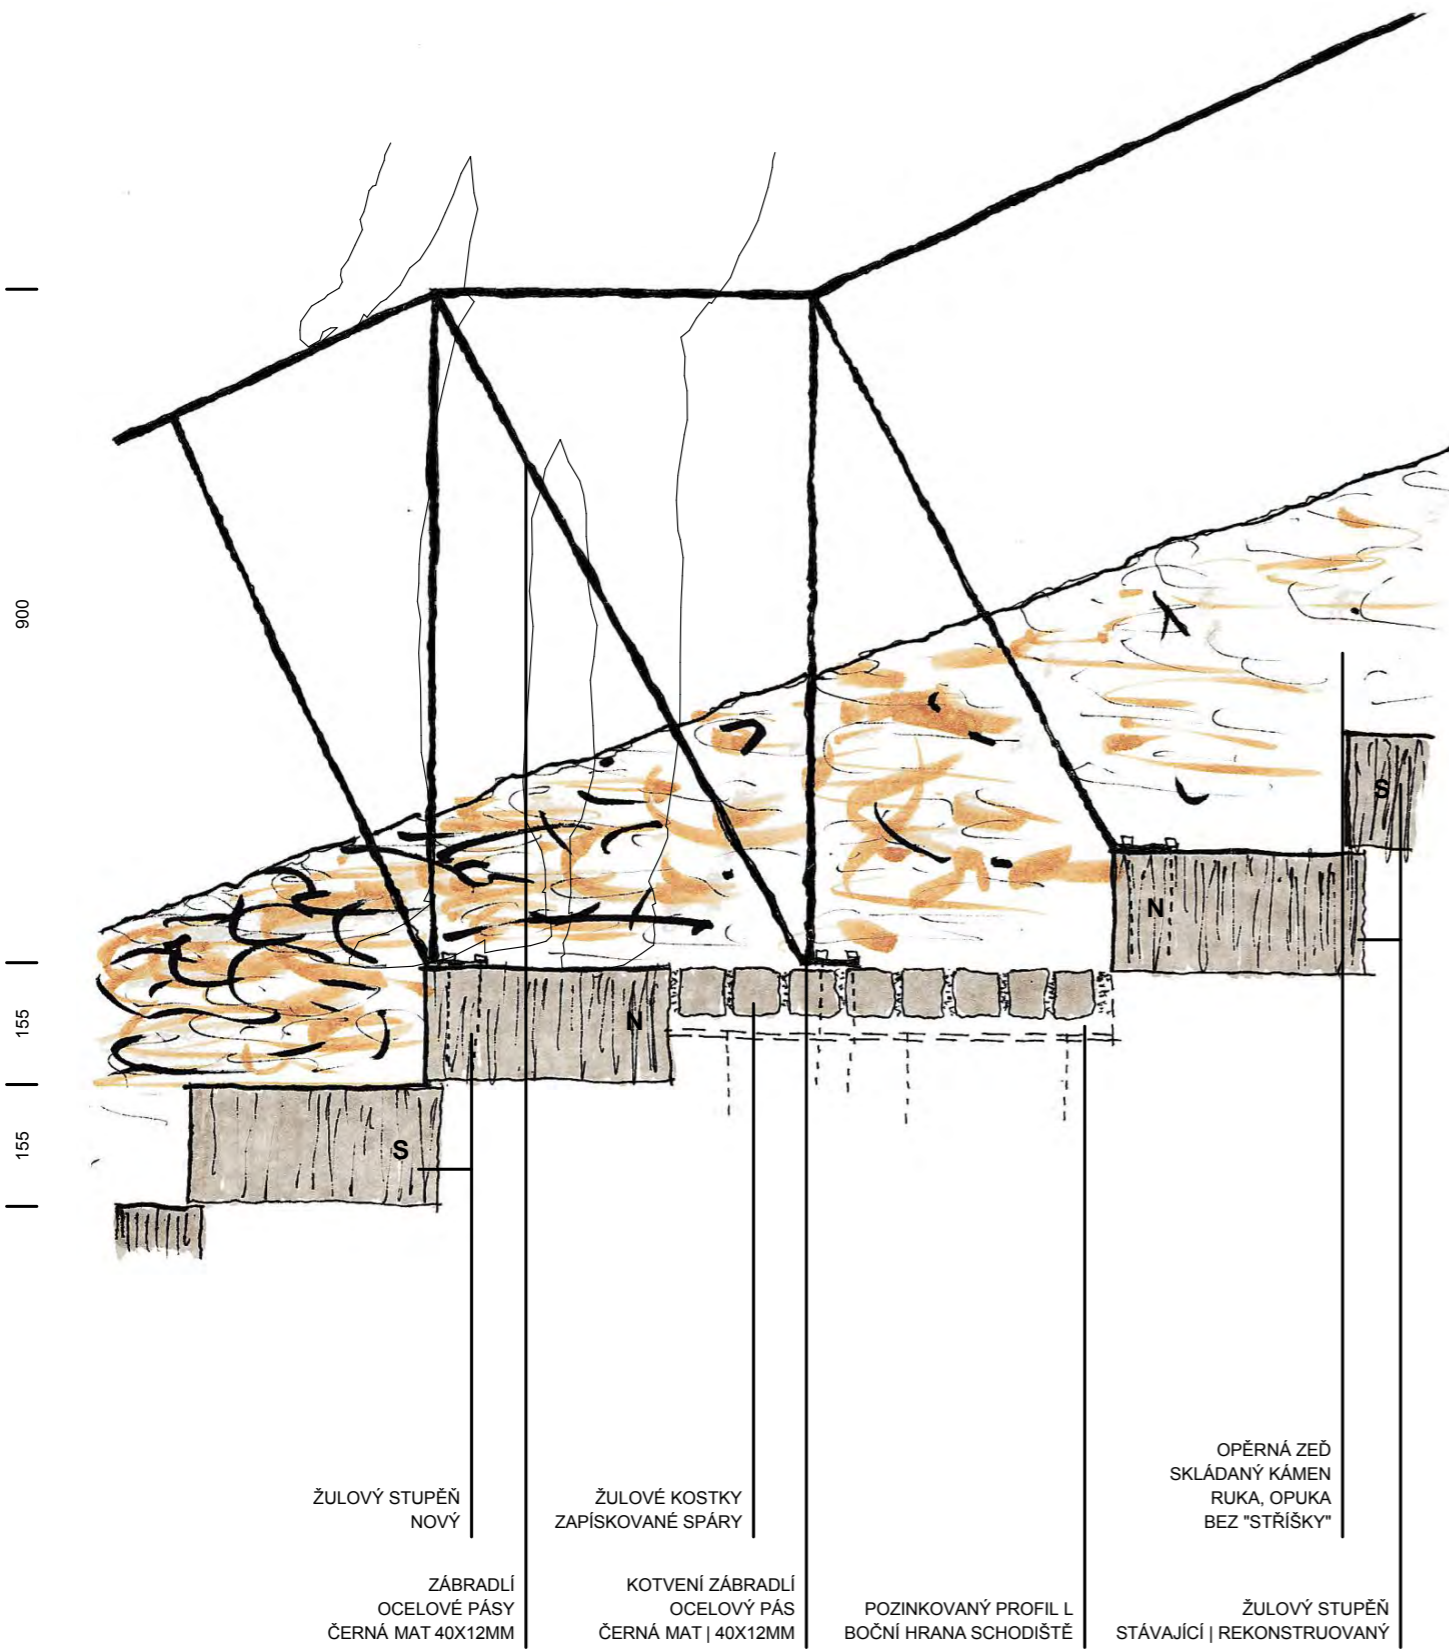 900
155
155
S
N
N
S
ŽULOVÝ STUPEŇ
NOVÝ
ŽULOVÉ KOSTKY
ZAPÍSKOVANÉ SPÁRY
OPĚRNÁ ZEĎ
SKLÁDANÝ KÁMEN
RUKA, OPUKA
BEZ "STŘÍŠKY"
ZÁBRADLÍ
OCELOVÉ PÁSY
ČERNÁ MAT 40X12MM
KOTVENÍ ZÁBRADLÍ
OCELOVÝ PÁS
ČERNÁ MAT | 40X12MM
POZINKOVANÝ PROFIL L
BOČNÍ HRANA SCHODIŠTĚ
ŽULOVÝ STUPEŇ
STÁVAJÍCÍ | REKONSTRUOVANÝ